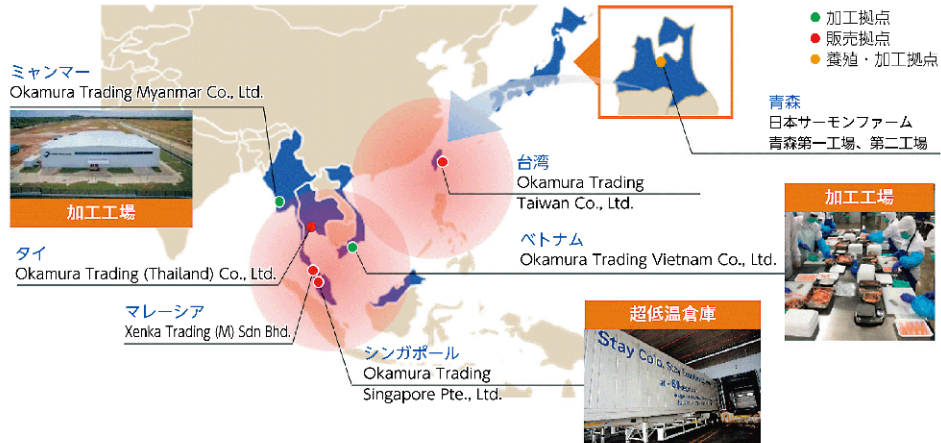 加工拠点
販売拠点
養殖・加工拠点
ミャンマー
Okamura Trading Myanmar Co., Ltd.
加工工場
青森
日本サーモンファーム
青森第一工場、第二工場
台湾
Okamura Trading
Taiwan Co., Ltd.
加工工場
ベトナム
Okamura Trading Vietnam Co., Ltd.
タイ
Okamura Trading (Thailand) Co., Ltd.
マレーシア
Xenka Trading (M) Sdn Bhd.
シンガポール
Okamura Trading
Singapore Pte., Ltd.
超低温倉庫
Stay Cold, Stay